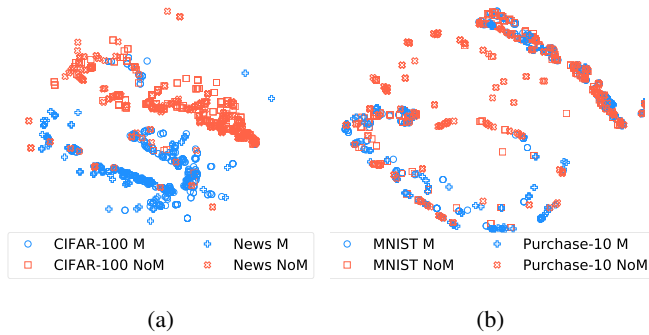 CIFAR-100 M
News M
CIFAR-100 NoM
News NoM
MNIST M
Purchase-10 M
MNIST NoM
Purchase-10 NoM
(a)
(b)